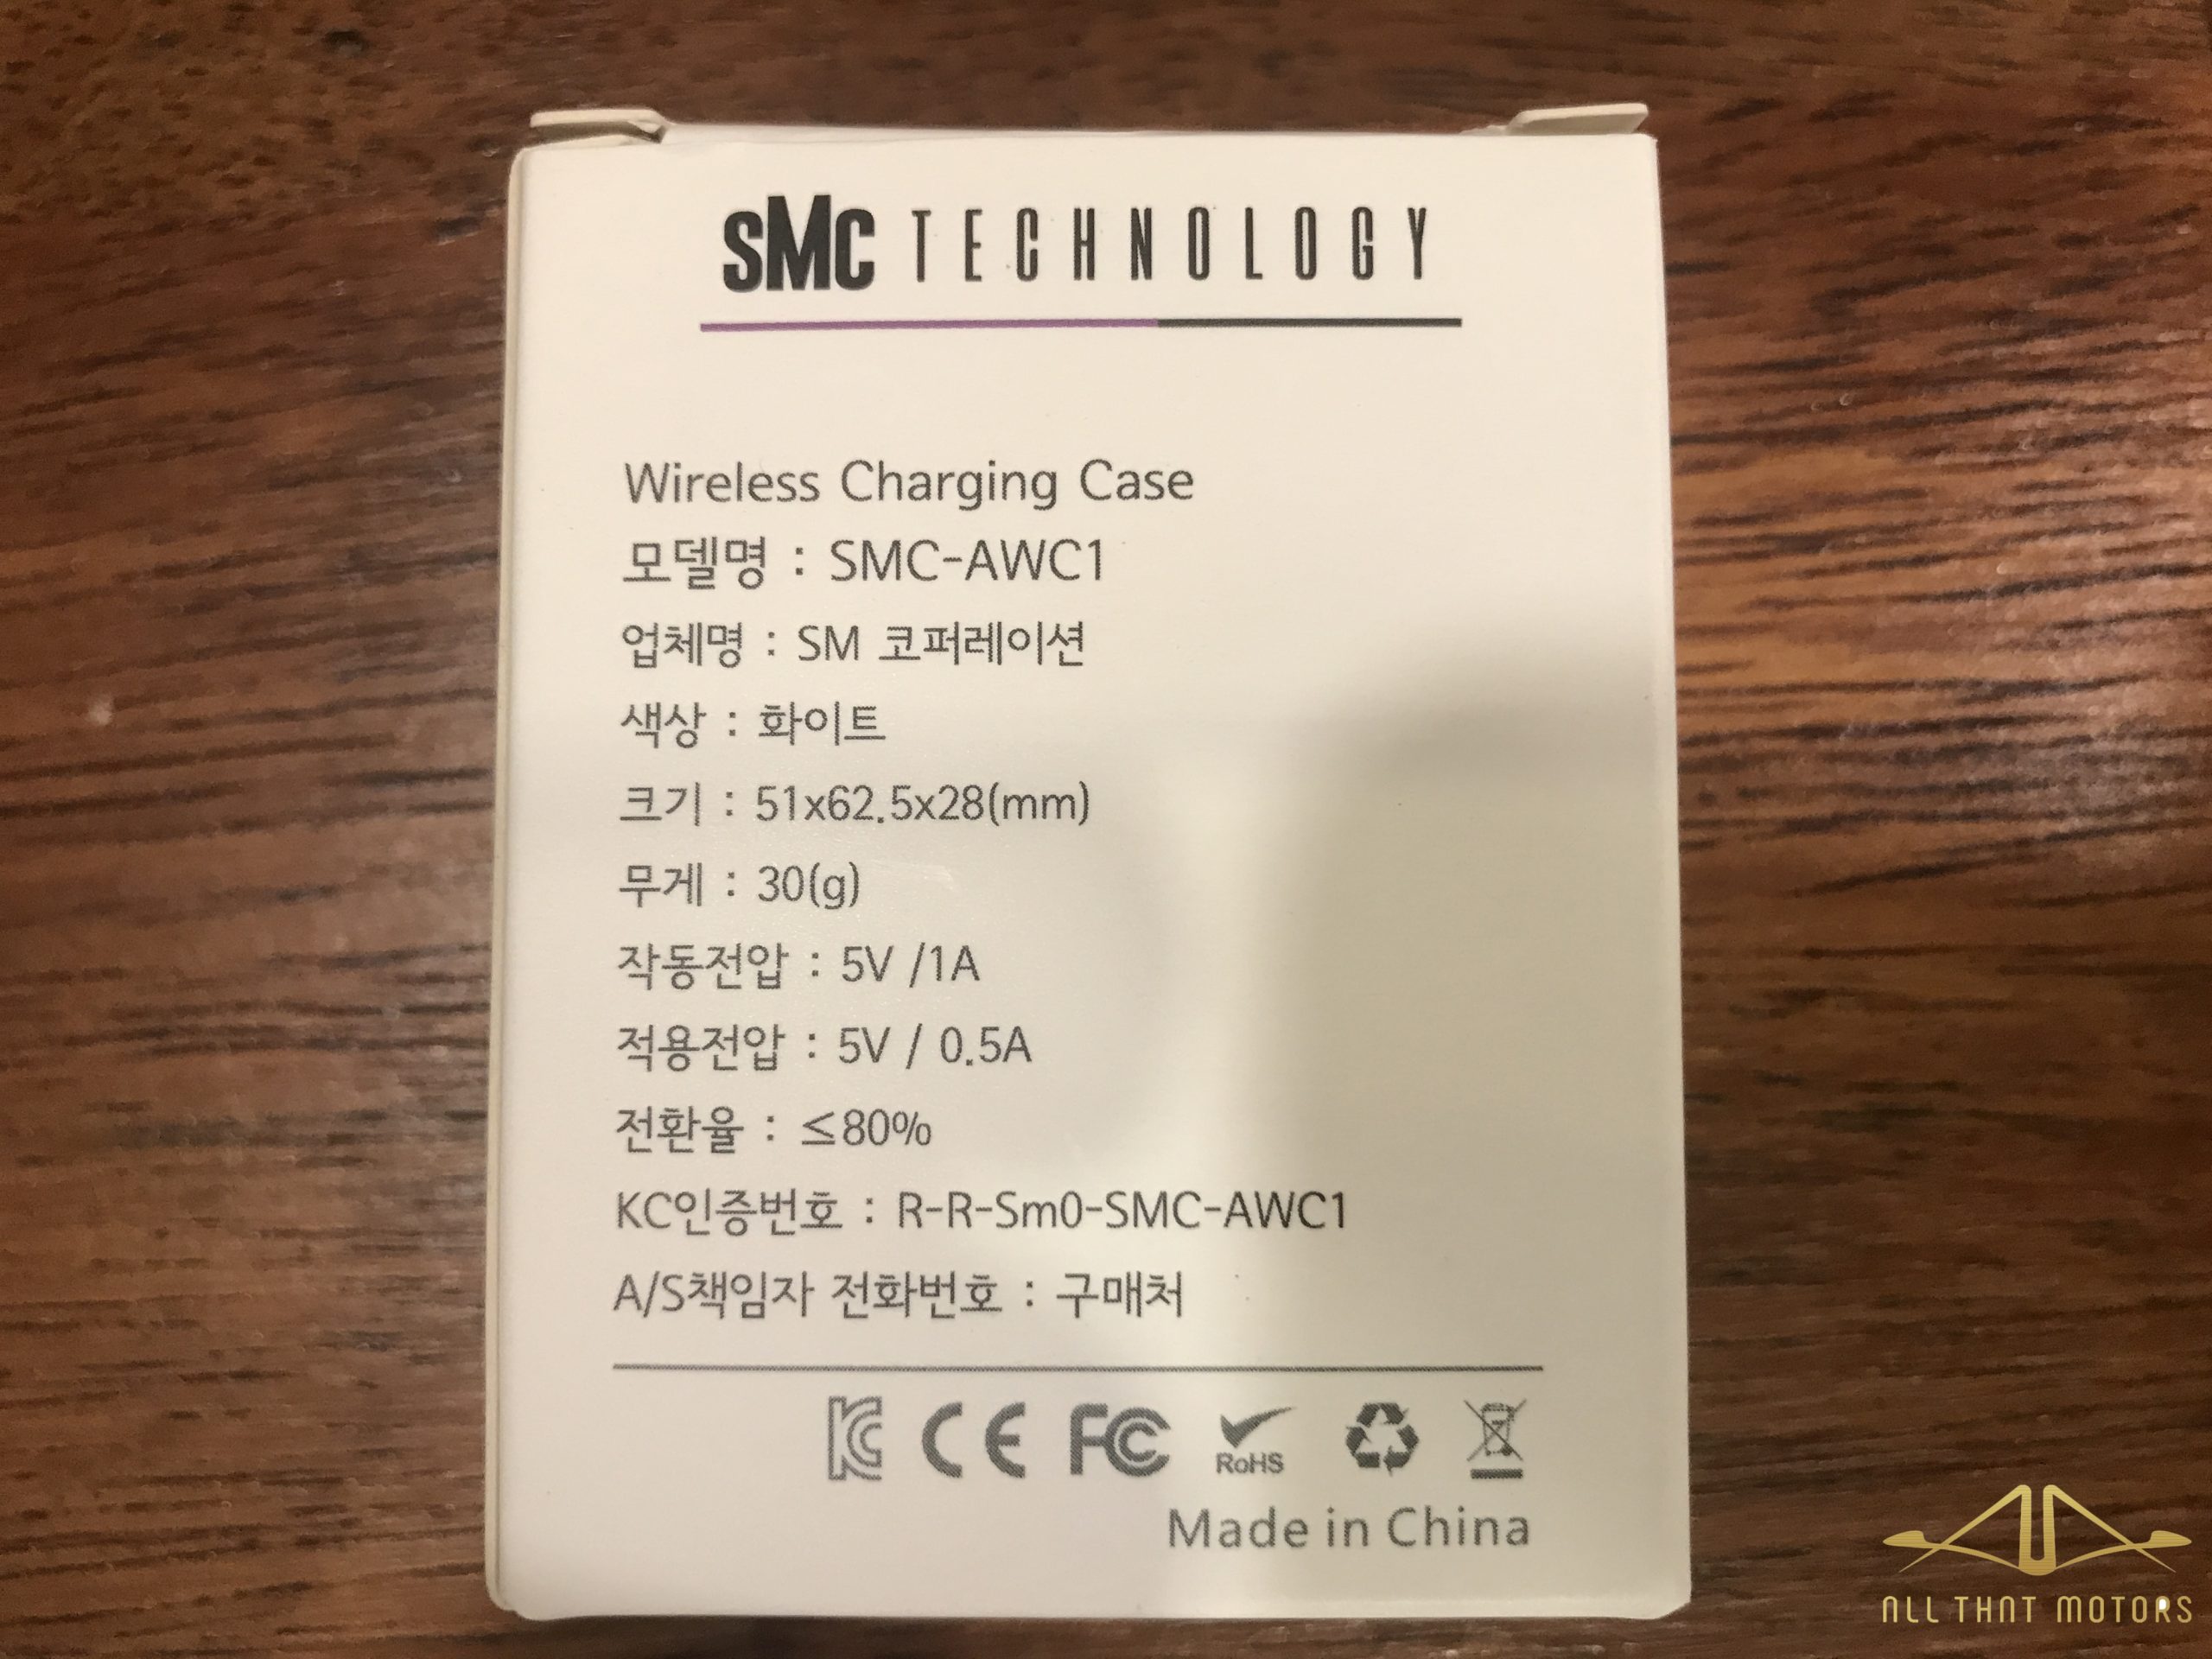 SMC TECHNOLOGY
Wireless Charging Case
모델명 : SMC-AWC1
업체명 : SM 코퍼레이션
색상 : 화이트
크기 : 51x62.5x28(mm)
무게 : 30(g)
작동전압 : 5V /1A
적용전압 : 5V / 0.5A
전환율 : ≤80%
KC인증번호 : R-R-Sm0-SMC-AWC1
A/S책임자 전화번호 : 구매처
KC CE FC RoHS
Made in China
ALL THAT MOTORS